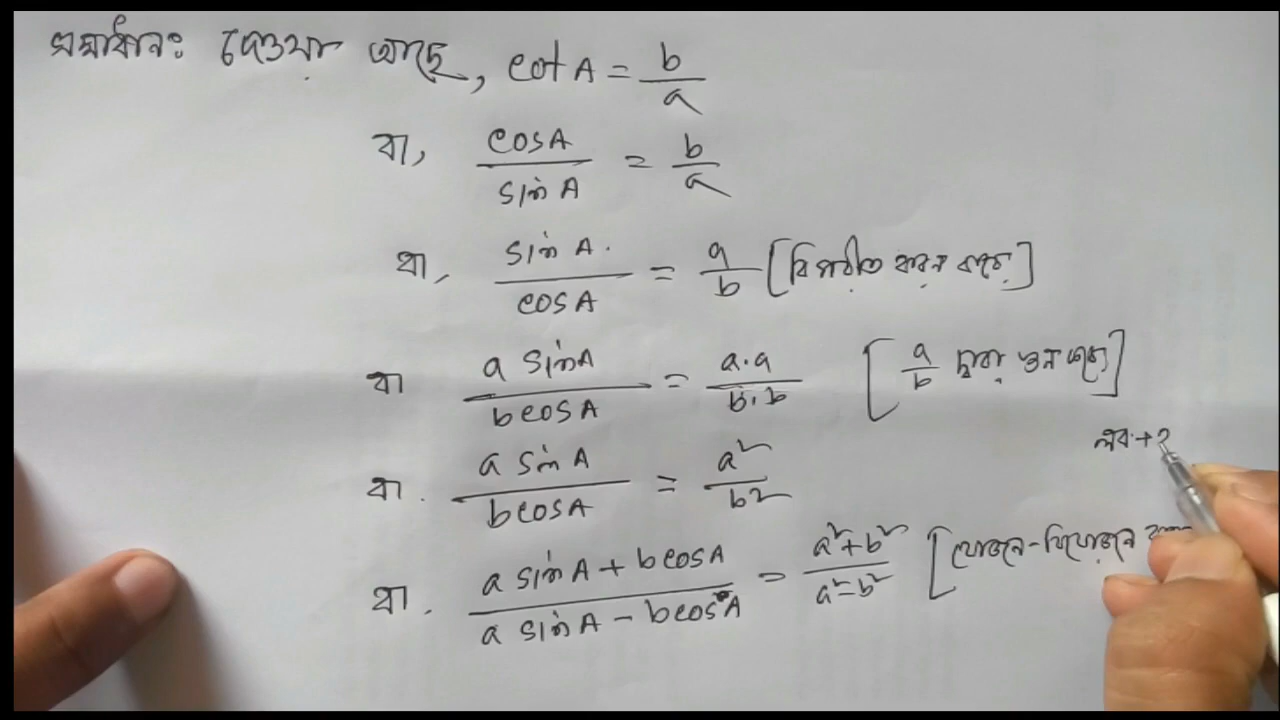 সমাধানঃ দেওয়া আছে, cot A = b/a
বা, cosA/sin A = b/a
বা, sin A./cosA = a/b [বিপরীত করন করে]
বা a sinA/b cosA = a.a/b.b [a/b দ্বারা গুন করে]
বা. a sin A/b cosA = a²/b²
লব+
বা. a sin A + b cosA/a sin A - b cosA = a²+b²/a²-b² [যোজন-বিয়োজন